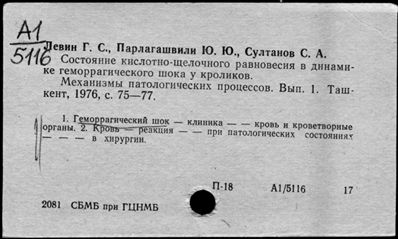 А1
5116
Левин Г. С., Парлагашвили Ю. Ю., Султанов С. А.
Состояние кислотно-щелочного равновесия в динами-
ке геморрагического шока у кроликов.
Механизмы патологических процессов. Вып. 1. Таш-
кент, 1976, с. 75—77.
1. Геморрагический шок — клиника — — кровь и кроветворные
органы. 2. Кровь — реакция — — при патологических состояниях
— — — в хирургии.
П-18 А1/5116 17
2081 СБМБ при ГЦНМБ